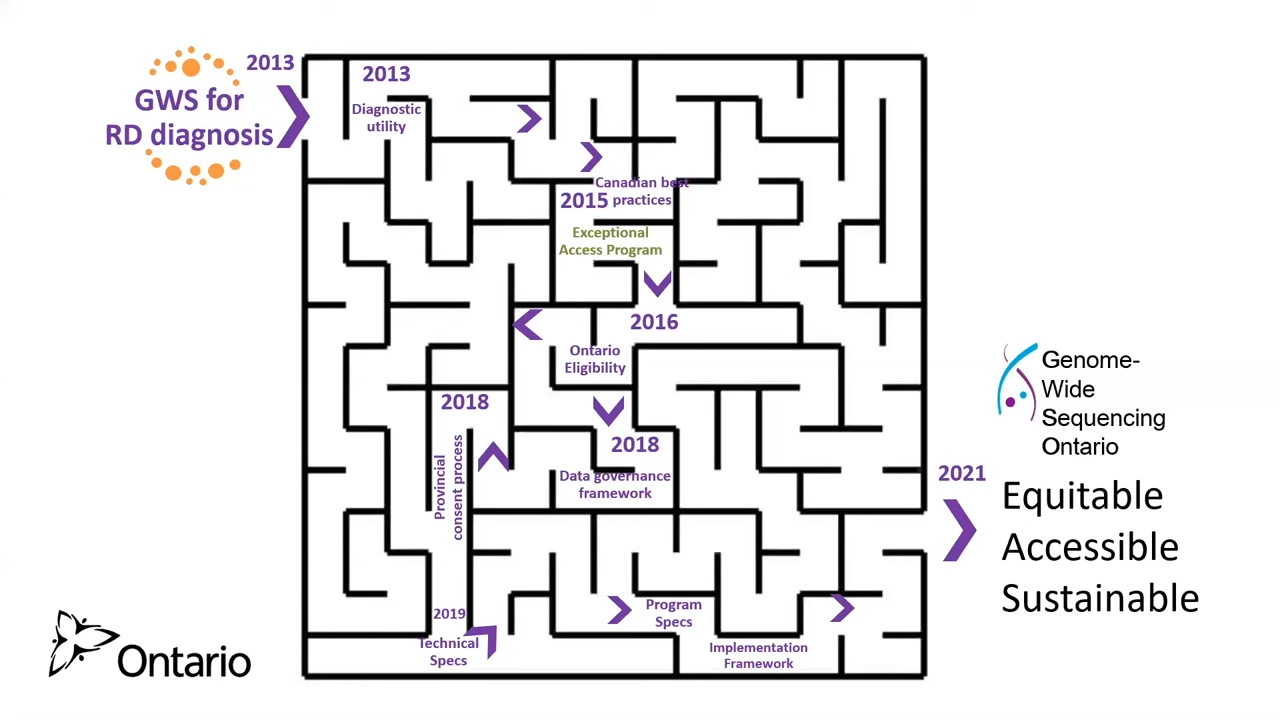 2013
GWS for
RD diagnosis
2013
Diagnostic
utility
Canadian best
practices
2015
Exceptional
Access Program
2016
Ontario
Eligibility
2018
2018
Provincial
consent process
Data governance
framework
2019
Technical
Specs
Program
Specs
Implementation
Framework
Genome-
Wide
Sequencing
Ontario
2021
Equitable
Accessible
Sustainable
Ontario